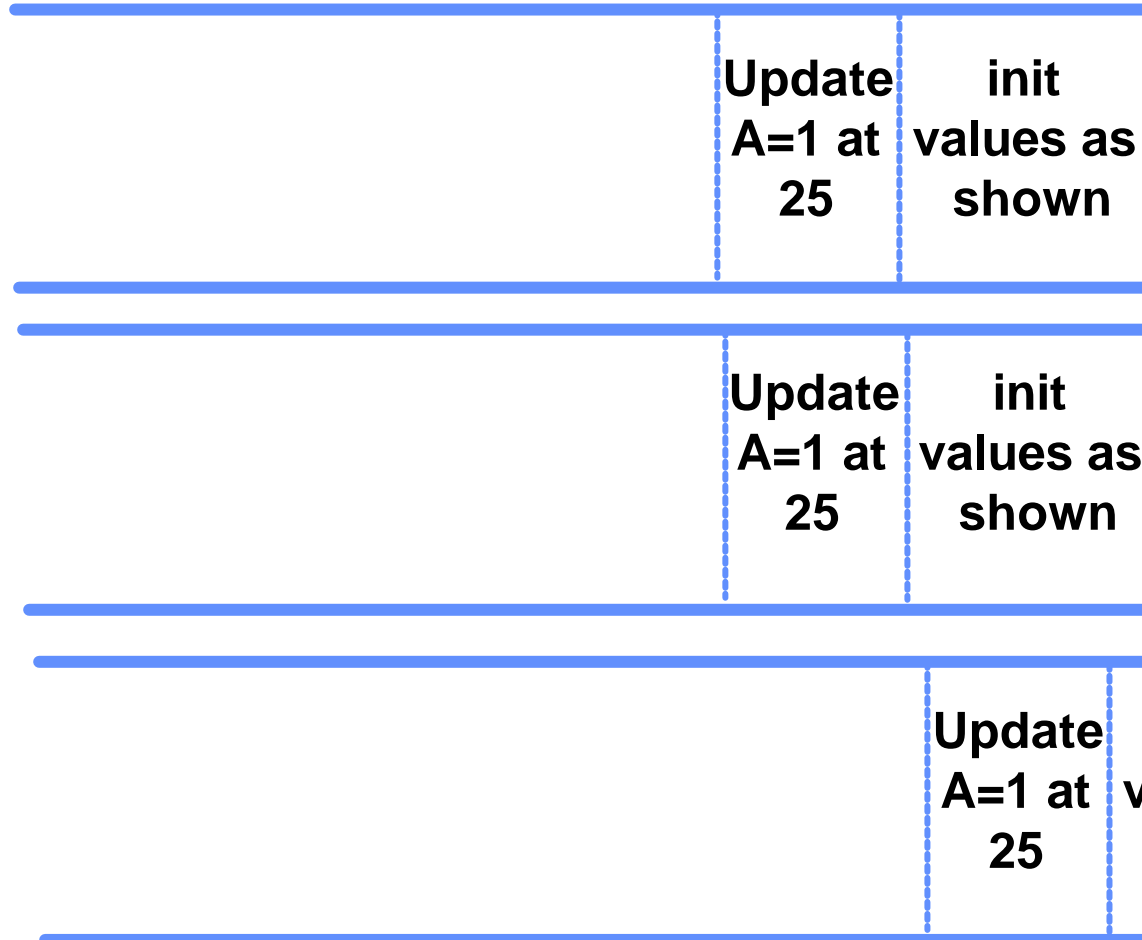 Update
A=1 at
25
init
values as
shown
Update
A=1 at
25
init
values as
shown
Update
A=1 at
25